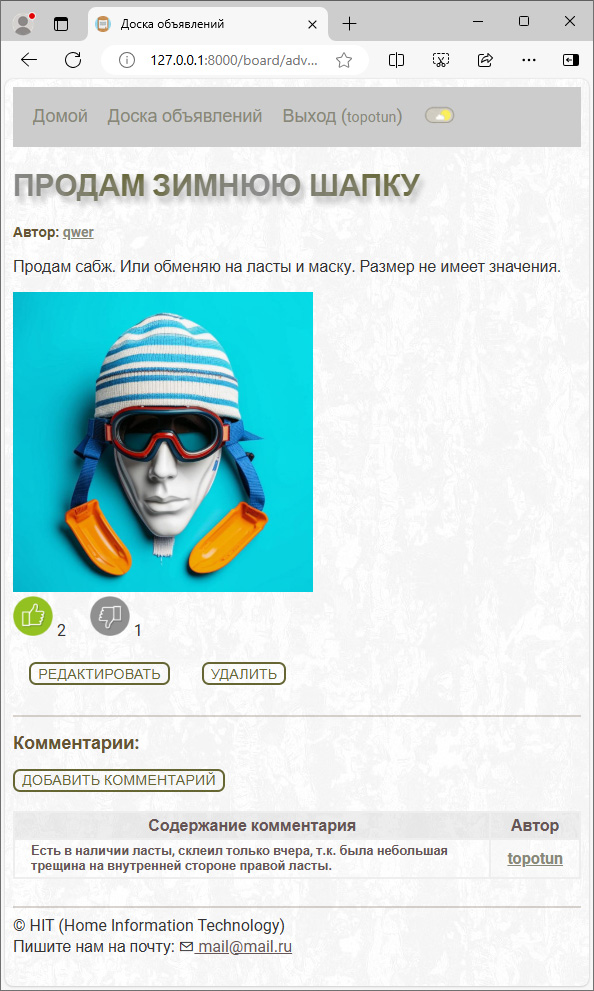 Доска объявлений
127.0.0.1:8000/board/adv...
Домой Доска объявлений Выход (topotun)
ПРОДАМ ЗИМНЮЮ ШАПКУ
Автор: qwer
Продам сабж. Или обменяю на ласты и маску. Размер не имеет значения.
2 1
РЕДАКТИРОВАТЬ УДАЛИТЬ
Комментарии:
ДОБАВИТЬ КОММЕНТАРИЙ
Содержание комментария Автор
Есть в наличии ласты, склеил только вчера, т.к. была небольшая
трещина на внутренней стороне правой ласты.
topotun
© HIT (Home Information Technology)
Пишите нам на почту: mail@mail.ru